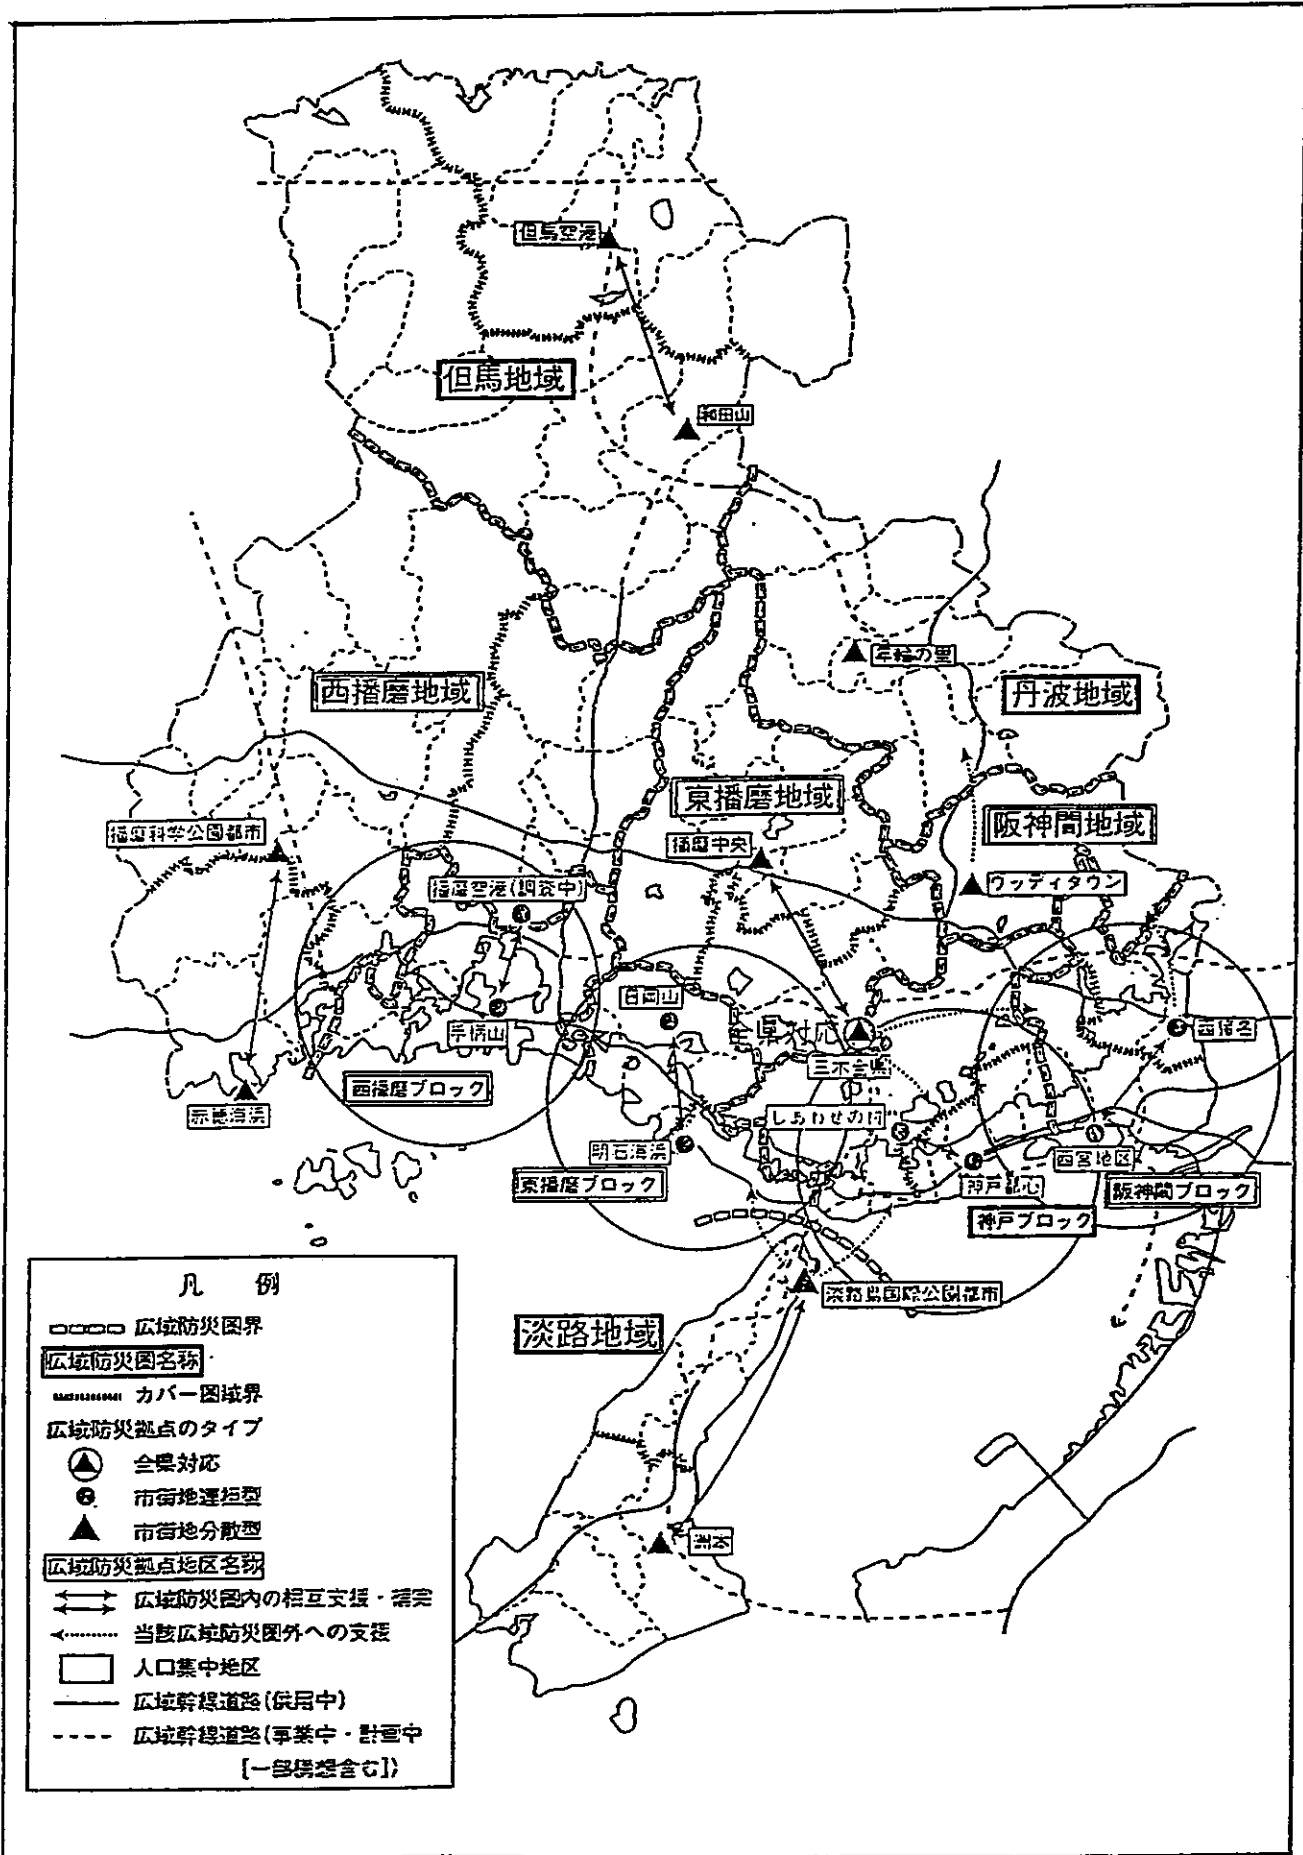 但馬空港
但馬地域
和田山
年輪の里
西播磨地域
丹波地域
東播磨地域
阪神間地域
播磨科学公園都市
播磨中央
播磨空港(調査中)
ウッディタウン
日岡山
手柄山
全県対応
西猪名
三木全県
西播磨ブロック
赤穂海浜
しあわせの村
明石海浜
西宮地区
東播磨ブロック
神戸都心
阪神間ブロック
神戸ブロック
淡路島国際公園都市
淡路地域
洲本
凡 例
広域防災圏界
広域防災圏名称
カバー圏域界
広域防災拠点のタイプ
全県対応
市街地連担型
市街地分散型
広域防災拠点地区名称
広域防災圏内の相互支援・補完
当該広域防災圏外への支援
人口集中地区
広域幹線道路(供用中)
広域幹線道路(事業中・計画中
[一部構想含む])